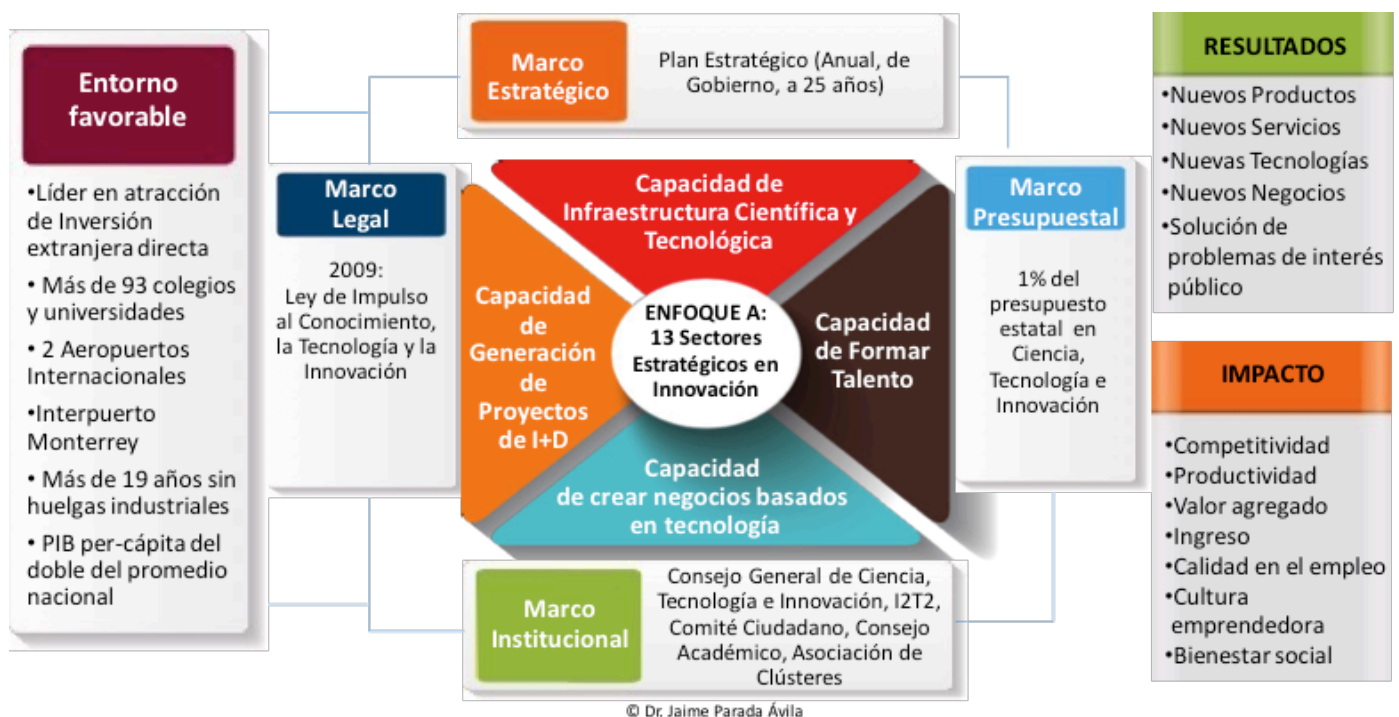 Entorno
favorable
•Líder en atracción
de Inversión
extranjera directa
• Más de 93 colegios
y universidades
• 2 Aeropuertos
Internacionales
•Interpuerto
Monterrey
• Más de 19 años sin
huelgas industriales
• PIB per-cápita del
doble del promedio
nacional
Marco
Estratégico
Plan Estratégico (Anual, de
Gobierno, a 25 años)
Marco
Legal
2009:
Ley de Impulso
al Conocimiento,
la Tecnología y la
Innovación
Capacidad de
Infraestructura Científica y
Tecnológica
Capacidad
de
Generación
de
Proyectos
de I+D
ENFOQUE A:
13 Sectores
Estratégicos en
Innovación
Capacidad
de Formar
Talento
Capacidad
de crear negocios basados
en tecnología
Marco
Presupuestal
1% del
presupuesto
estatal en
Ciencia,
Tecnología e
Innovación
Marco
Institucional
Consejo General de Ciencia,
Tecnología e Innovación, I2T2,
Comité Ciudadano, Consejo
Académico, Asociación de
Clústeres
RESULTADOS
•Nuevos Productos
•Nuevos Servicios
•Nuevas Tecnologías
•Nuevos Negocios
•Solución de
problemas de interés
público
IMPACTO
•Competitividad
•Productividad
•Valor agregado
•Ingreso
•Calidad en el empleo
•Cultura
emprendedora
•Bienestar social
© Dr. Jaime Parada Ávila